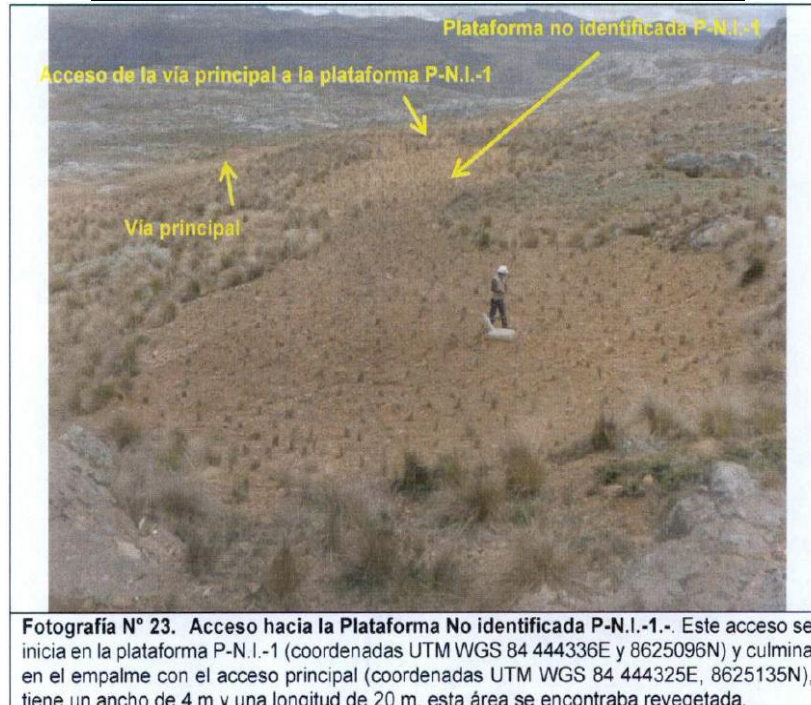 Plataforma no identificada P-N.I.-1
Acceso de la vía principal a la plataforma P-N.I.-1
Vía principal
Fotografía N° 23. Acceso hacia la Plataforma No identificada P-N.I.-1.-. Este acceso se
inicia en la plataforma P-N.I.-1 (coordenadas UTM WGS 84 444336E y 8625096N) y culmina
en el empalme con el acceso principal (coordenadas UTM WGS 84 444325E, 8625135N),
tiene un ancho de 4 m y una longitud de 20 m, esta área se encontraba revegetada.